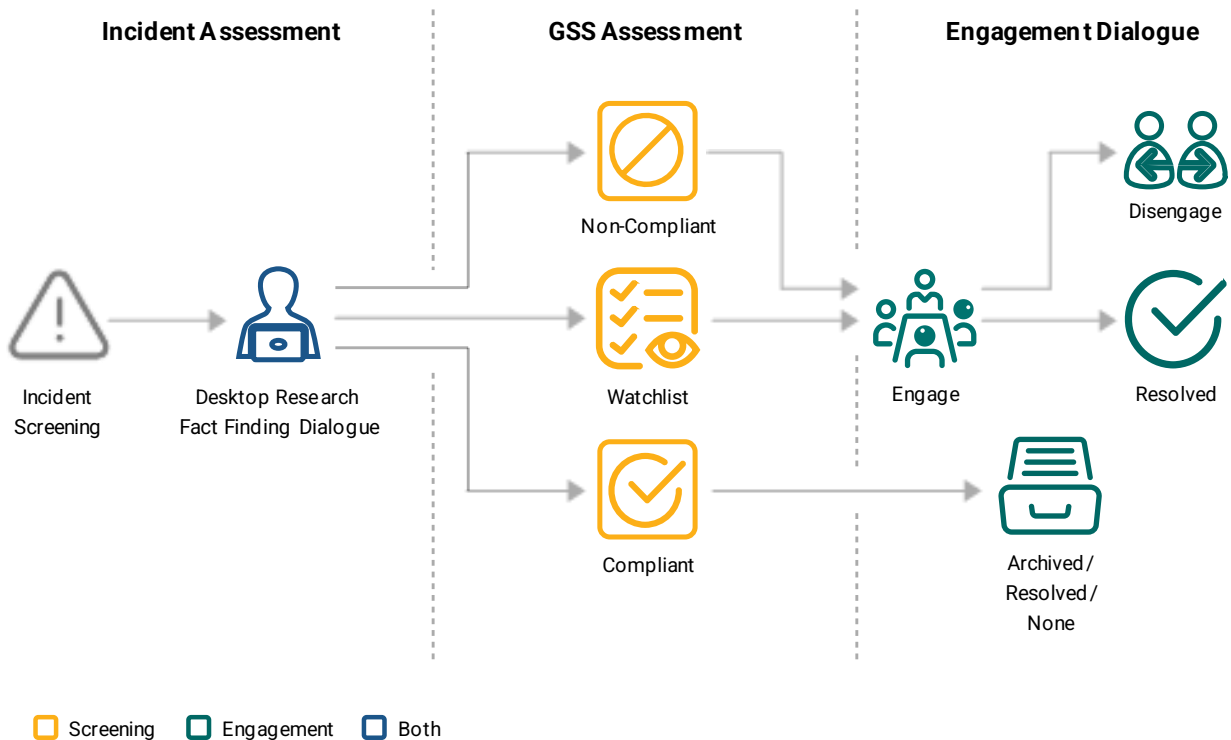 Incident Assessment
GSS Assessment
Engagement Dialogue
Non-Compliant
Disengage
Incident
Screening
Desktop Research
Fact Finding Dialogue
Watchlist
Engage
Resolved
Compliant
Archived/
Resolved/
None
Screening
Engagement
Both